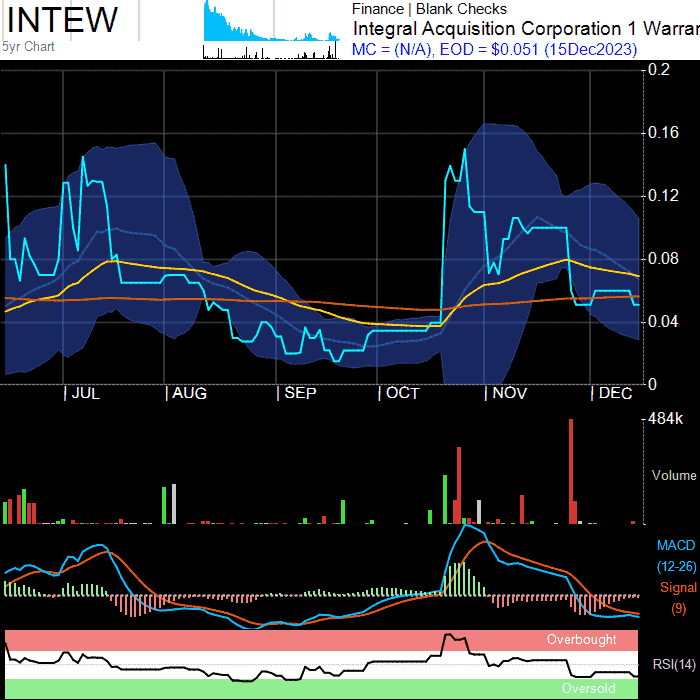 INTEW
5yr Chart
Finance | Blank Checks
Integral Acquisition Corporation 1 Warrar
MC = (N/A), EOD = $0.051 (15Dec2023)
0.2
0.16
0.12
0.08
0.04
0
JUL
AUG
SEP
OCT
NOV
DEC
484k
Volume
MACD
(12-26)
Signal
(9)
Overbought
RSI(14)
Oversold